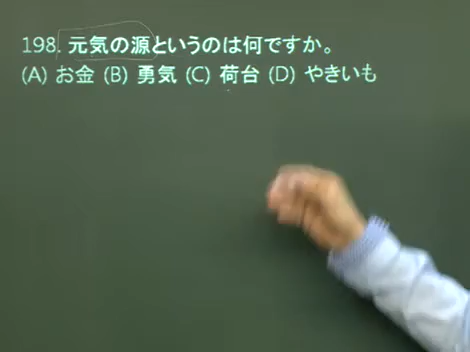 198. 元気の源というのは何ですか。
(A) お金 (B) 勇気 (C) 荷台 (D) やきいも